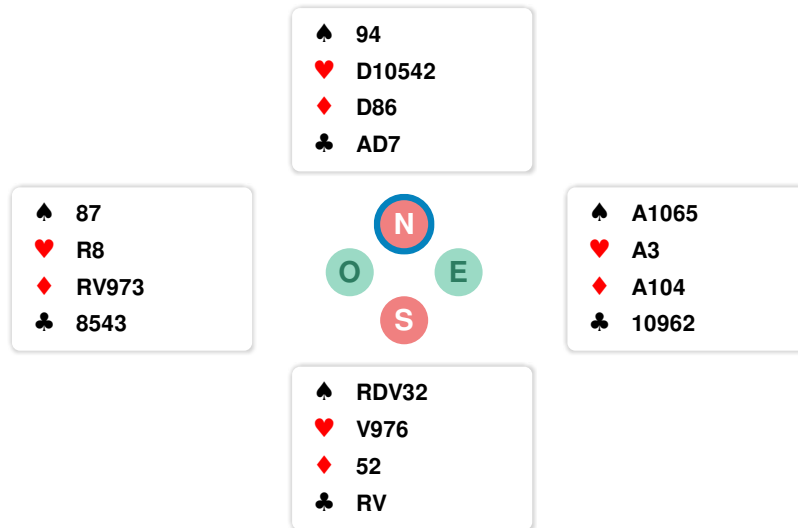 ♠ 94
♥ D10542
♦ D86
♣ AD7
♠ 87
♥ R8
♦ RV973
♣ 8543
N
O E
S
♠ A1065
♥ A3
♦ A104
♣ 10962
♠ RDV32
♥ V976
♦ 52
♣ RV